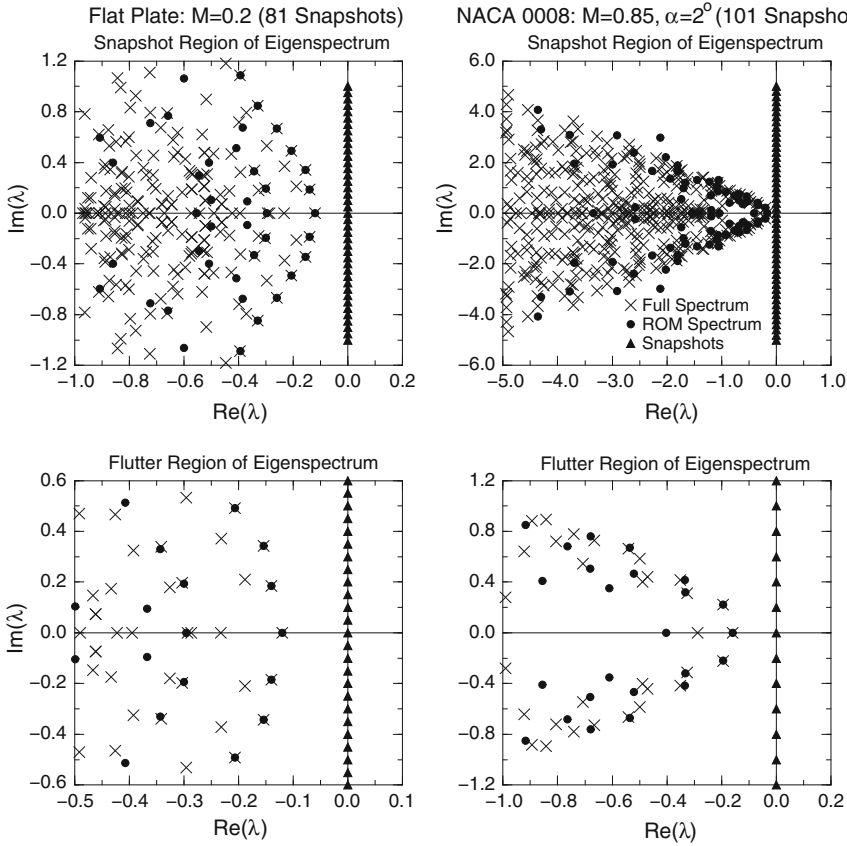 Flat Plate: M=0.2 (81 Snapshots)
Snapshot Region of Eigenspectrum
1.2
0.8
0.4
0.0
−0.4
−0.8
−1.2
Im(λ)
−1.0 −0.8 −0.6 −0.4 −0.2 0.0 0.2
Re(λ)
NACA 0008: M=0.85, α=2° (101 Snapsho
Snapshot Region of Eigenspectrum
6.0
4.0
2.0
0.0
−2.0
−4.0
−6.0
Full Spectrum
ROM Spectrum
Snapshots
−5.0 −4.0 −3.0 −2.0 −1.0 0.0 1.0
Re(λ)
Flutter Region of Eigenspectrum
0.6
0.4
0.2
0.0
−0.2
−0.4
−0.6
Im(λ)
−0.5 −0.4 −0.3 −0.2 −0.1 0.0 0.1
Re(λ)
Flutter Region of Eigenspectrum
1.2
0.8
0.4
0.0
−0.4
−0.8
−1.2
−1.0 −0.8 −0.6 −0.4 −0.2 0.0 0.2
Re(λ)